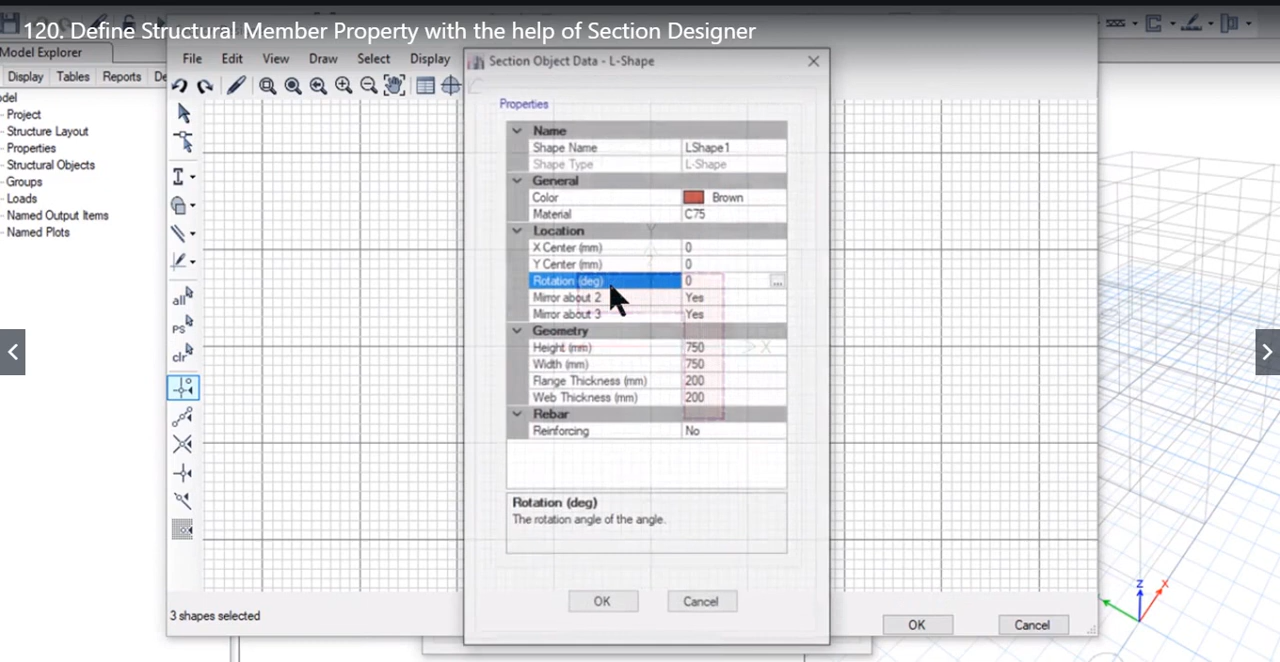 120. Define Structural Member Property with the help of Section Designer
Model Explorer
Display Tables Reports De
del
Project
Structure Layout
Properties
Structural Objects
Groups
Loads
Named Output Items
Named Plots
File Edit View Draw Select Display
all
ps
clr
3 shapes selected
Section Object Data - L-Shape
Properties
Name
Shape Name LShape1
Shape Type L-Shape
General
Color Brown
Material C75
Location
X Center (mm) 0
Y Center (mm) 0
Rotation (deg) 0 ...
Mirror about 2 Yes
Mirror about 3 Yes
Geometry
Height (mm) 750
Width (mm) 750
Flange Thickness (mm) 200
Web Thickness (mm) 200
Rebar
Reinforcing No
Y
X
Rotation (deg)
The rotation angle of the angle.
OK Cancel
OK Cancel
Z X